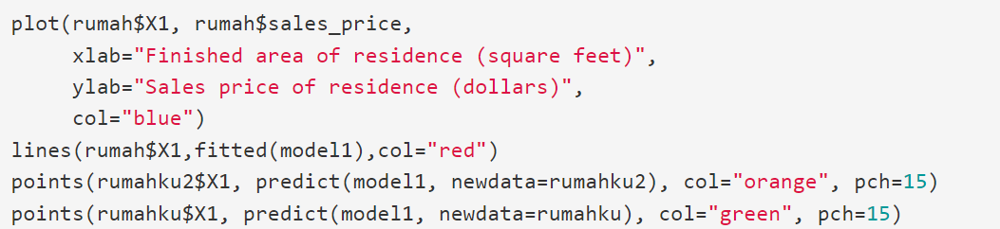 plot(rumah$X1, rumah$sales_price,
     xlab="Finished area of residence (square feet)",
     ylab="Sales price of residence (dollars)",
     col="blue")
lines(rumah$X1,fitted(model1),col="red")
points(rumahku2$X1, predict(model1, newdata=rumahku2), col="orange", pch=15)
points(rumahku$X1, predict(model1, newdata=rumahku), col="green", pch=15)